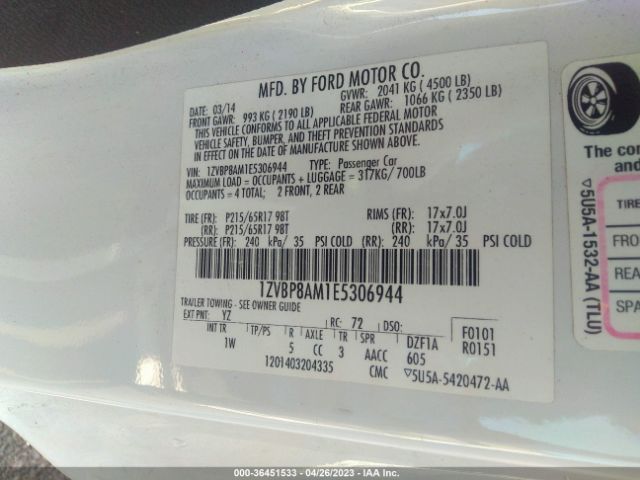 MFD. BY FORD MOTOR CO.
DATE: 03/14 GVWR: 2041 KG ( 4500 LB)
FRONT GAWR: 993 KG ( 2190 LB) REAR GAWR: 1066 KG ( 2350 LB)
THIS VEHICLE CONFORMS TO ALL APPLICABLE FEDERAL MOTOR
VEHICLE SAFETY, BUMPER, AND THEFT PREVENTION STANDARDS
IN EFFECT ON THE DATE OF MANUFACTURE SHOWN ABOVE.
VIN: 1ZVBP8AM1E5306944 TYPE: Passenger Car
MAXIMUM LOAD = OCCUPANTS + LUGGAGE = 317KG/ 700LB
OCCUPANTS = 4 TOTAL; 2 FRONT, 2 REAR
TIRE (FR): P215/65R17 98T RIMS (FR): 17x7.0J
(RR): P215/65R17 98T (RR): 17x7.0J
PRESSURE (FR): 240 kPa/ 35 PSI COLD (RR): 240 kPa/ 35 PSI COLD
1ZVBP8AM1E5306944
TRAILER TOWING - SEE OWNER GUIDE
EXT PNT: YZ RC: 72 DSO: F0101
INT TR TP/PS R AXLE TR SPR DZF1A R0151
1W 5 CC 3 AACC 605
1201403204335 CMC ▽5U5A-5420472-AA
The con
and
▽5U5A-1532-AA (TLU)
TIRE
FRO
REA
SPA
000-36451533 - 04/26/2023 - IAA Inc.